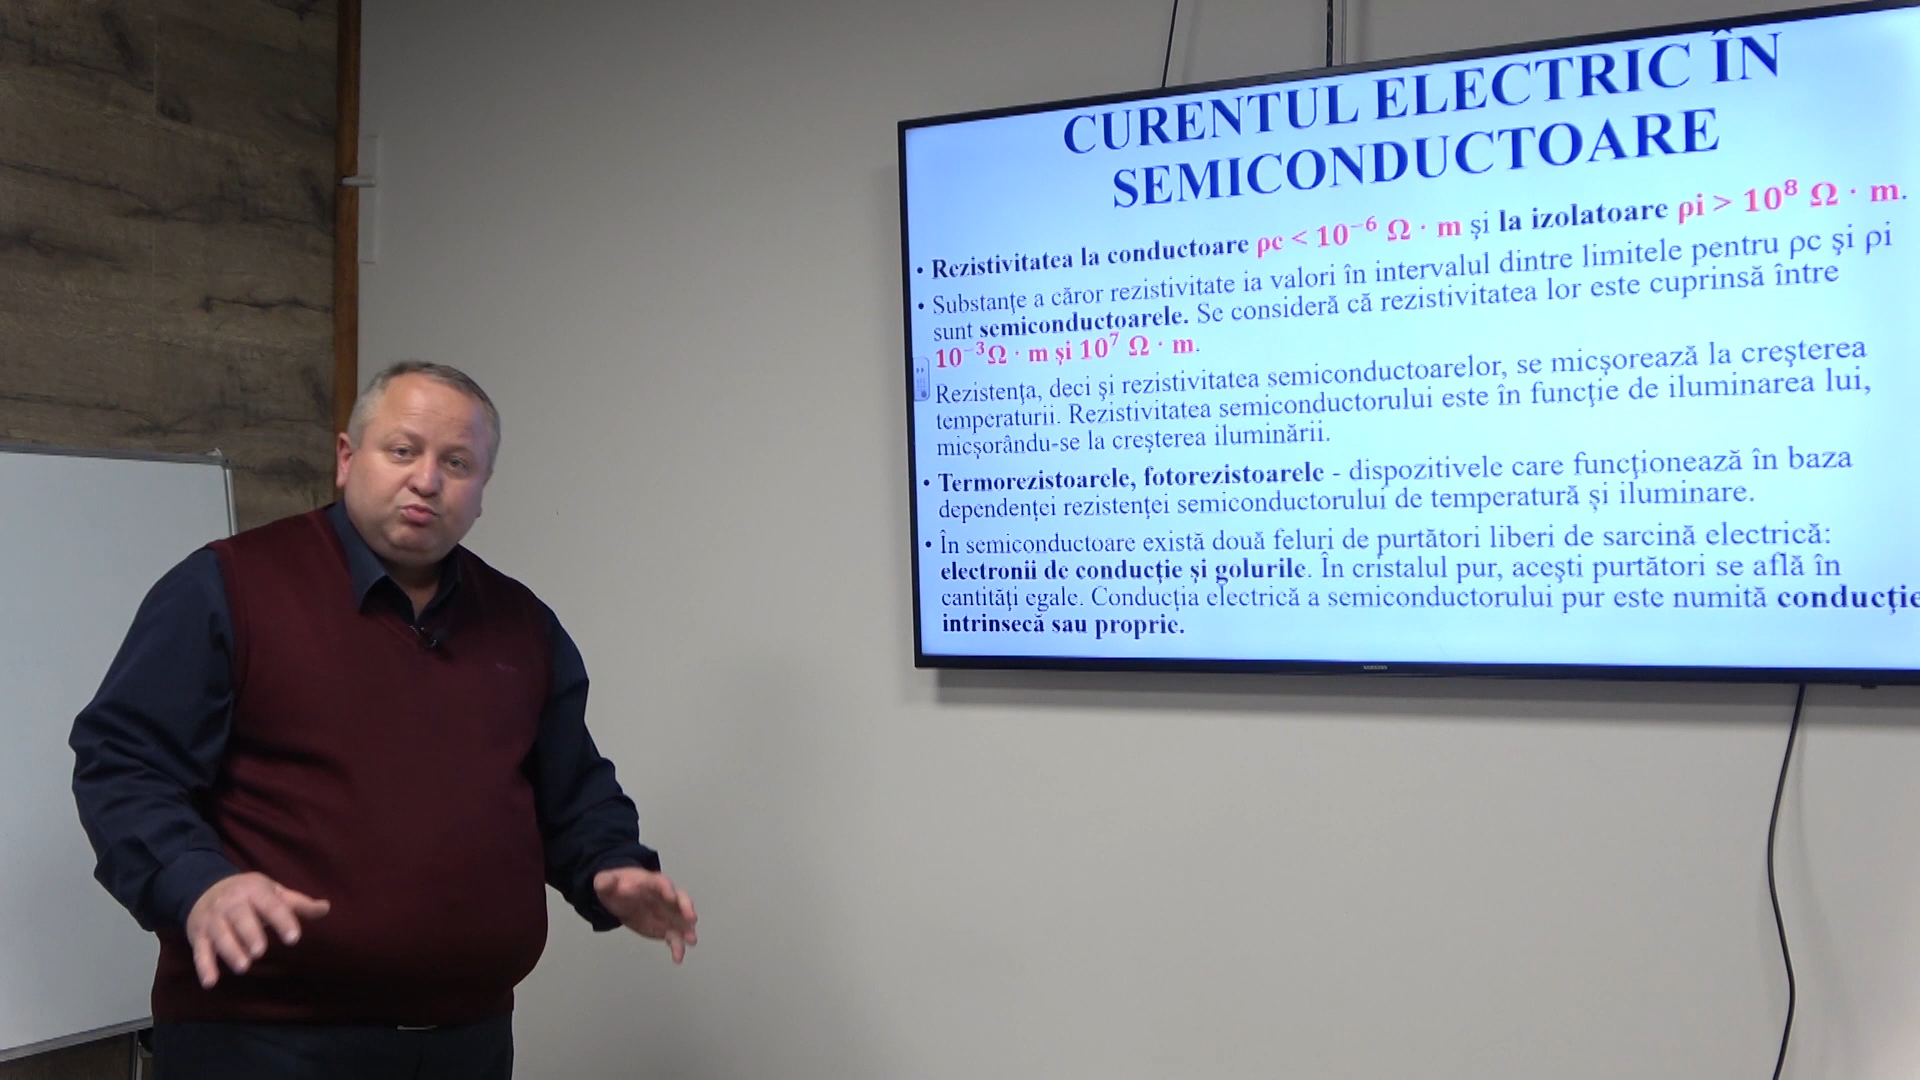 CURENTUL ELECTRIC ÎN
SEMICONDUCTOARE
• Rezistivitatea la conductoare ρc < 10⁻⁶ Ω · m şi la izolatoare ρi > 10⁸ Ω · m.
• Substanţe a căror rezistivitate ia valori în intervalul dintre limitele pentru ρc şi ρi
sunt semiconductoarele. Se consideră că rezistivitatea lor este cuprinsă între
10⁻³Ω · m şi 10⁷ Ω · m.
Rezistenţa, deci şi rezistivitatea semiconductoarelor, se micşorează la creşterea
temperaturii. Rezistivitatea semiconductorului este în funcţie de iluminarea lui,
micşorându-se la creşterea iluminării.
• Termorezistoarele, fotorezistoarele - dispozitivele care funcţionează în baza
dependenţei rezistenţei semiconductorului de temperatură şi iluminare.
• În semiconductoare există două feluri de purtători liberi de sarcină electrică:
electronii de conducţie şi golurile. În cristalul pur, aceşti purtători se află în
cantităţi egale. Conducţia electrică a semiconductorului pur este numită conducţie
intrinsecă sau proprie.
SAMSUNG